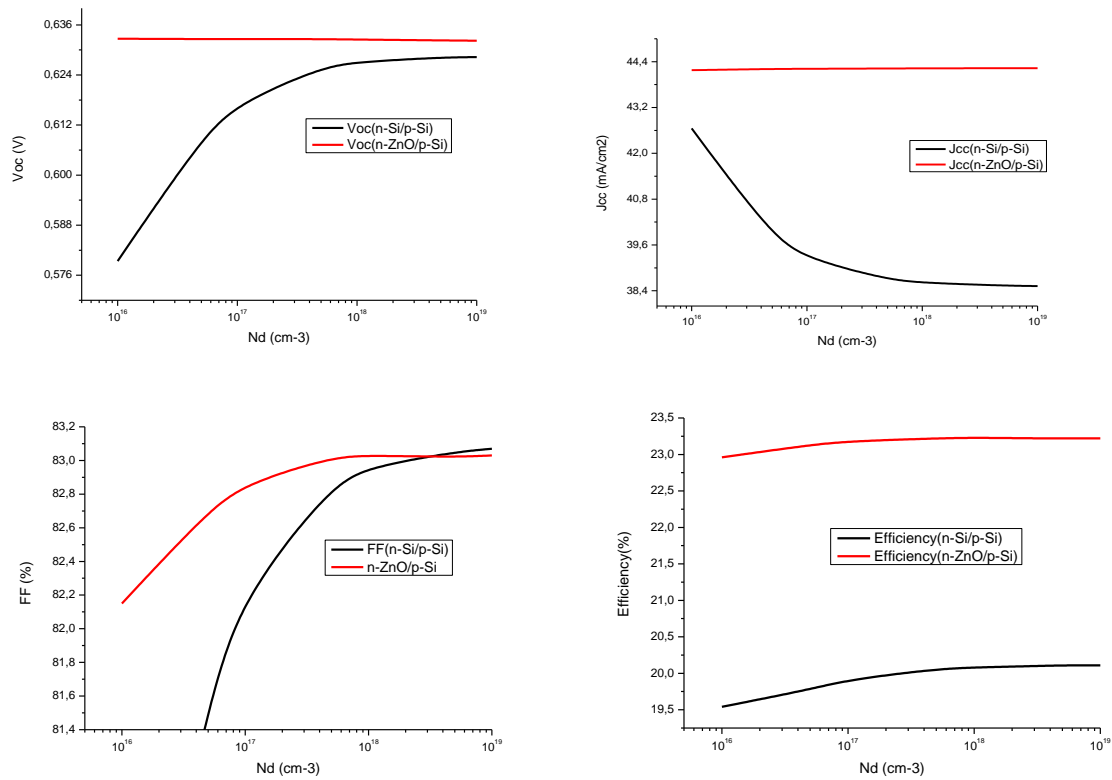 0,636
0,624
0,612
0,600
0,588
0,576
Voc (V)
Voc(n-Si/p-Si)
Voc(n-ZnO/p-Si)
10^16
10^17
10^18
10^19
Nd (cm-3)
44,4
43,2
42,0
40,8
39,6
38,4
Jcc (mA/cm2)
Jcc(n-Si/p-Si)
Jcc(n-ZnO/p-Si)
10^16
10^17
10^18
10^19
Nd (cm-3)
83,2
83,0
82,8
82,6
82,4
82,2
82,0
81,8
81,6
81,4
FF (%)
FF(n-Si/p-Si)
n-ZnO/p-Si
10^16
10^17
10^18
10^19
Nd (cm-3)
23,5
23,0
22,5
22,0
21,5
21,0
20,5
20,0
19,5
Efficiency(%)
Efficiency(n-Si/p-Si)
Efficiency(n-ZnO/p-Si)
10^16
10^17
10^18
10^19
Nd (cm-3)